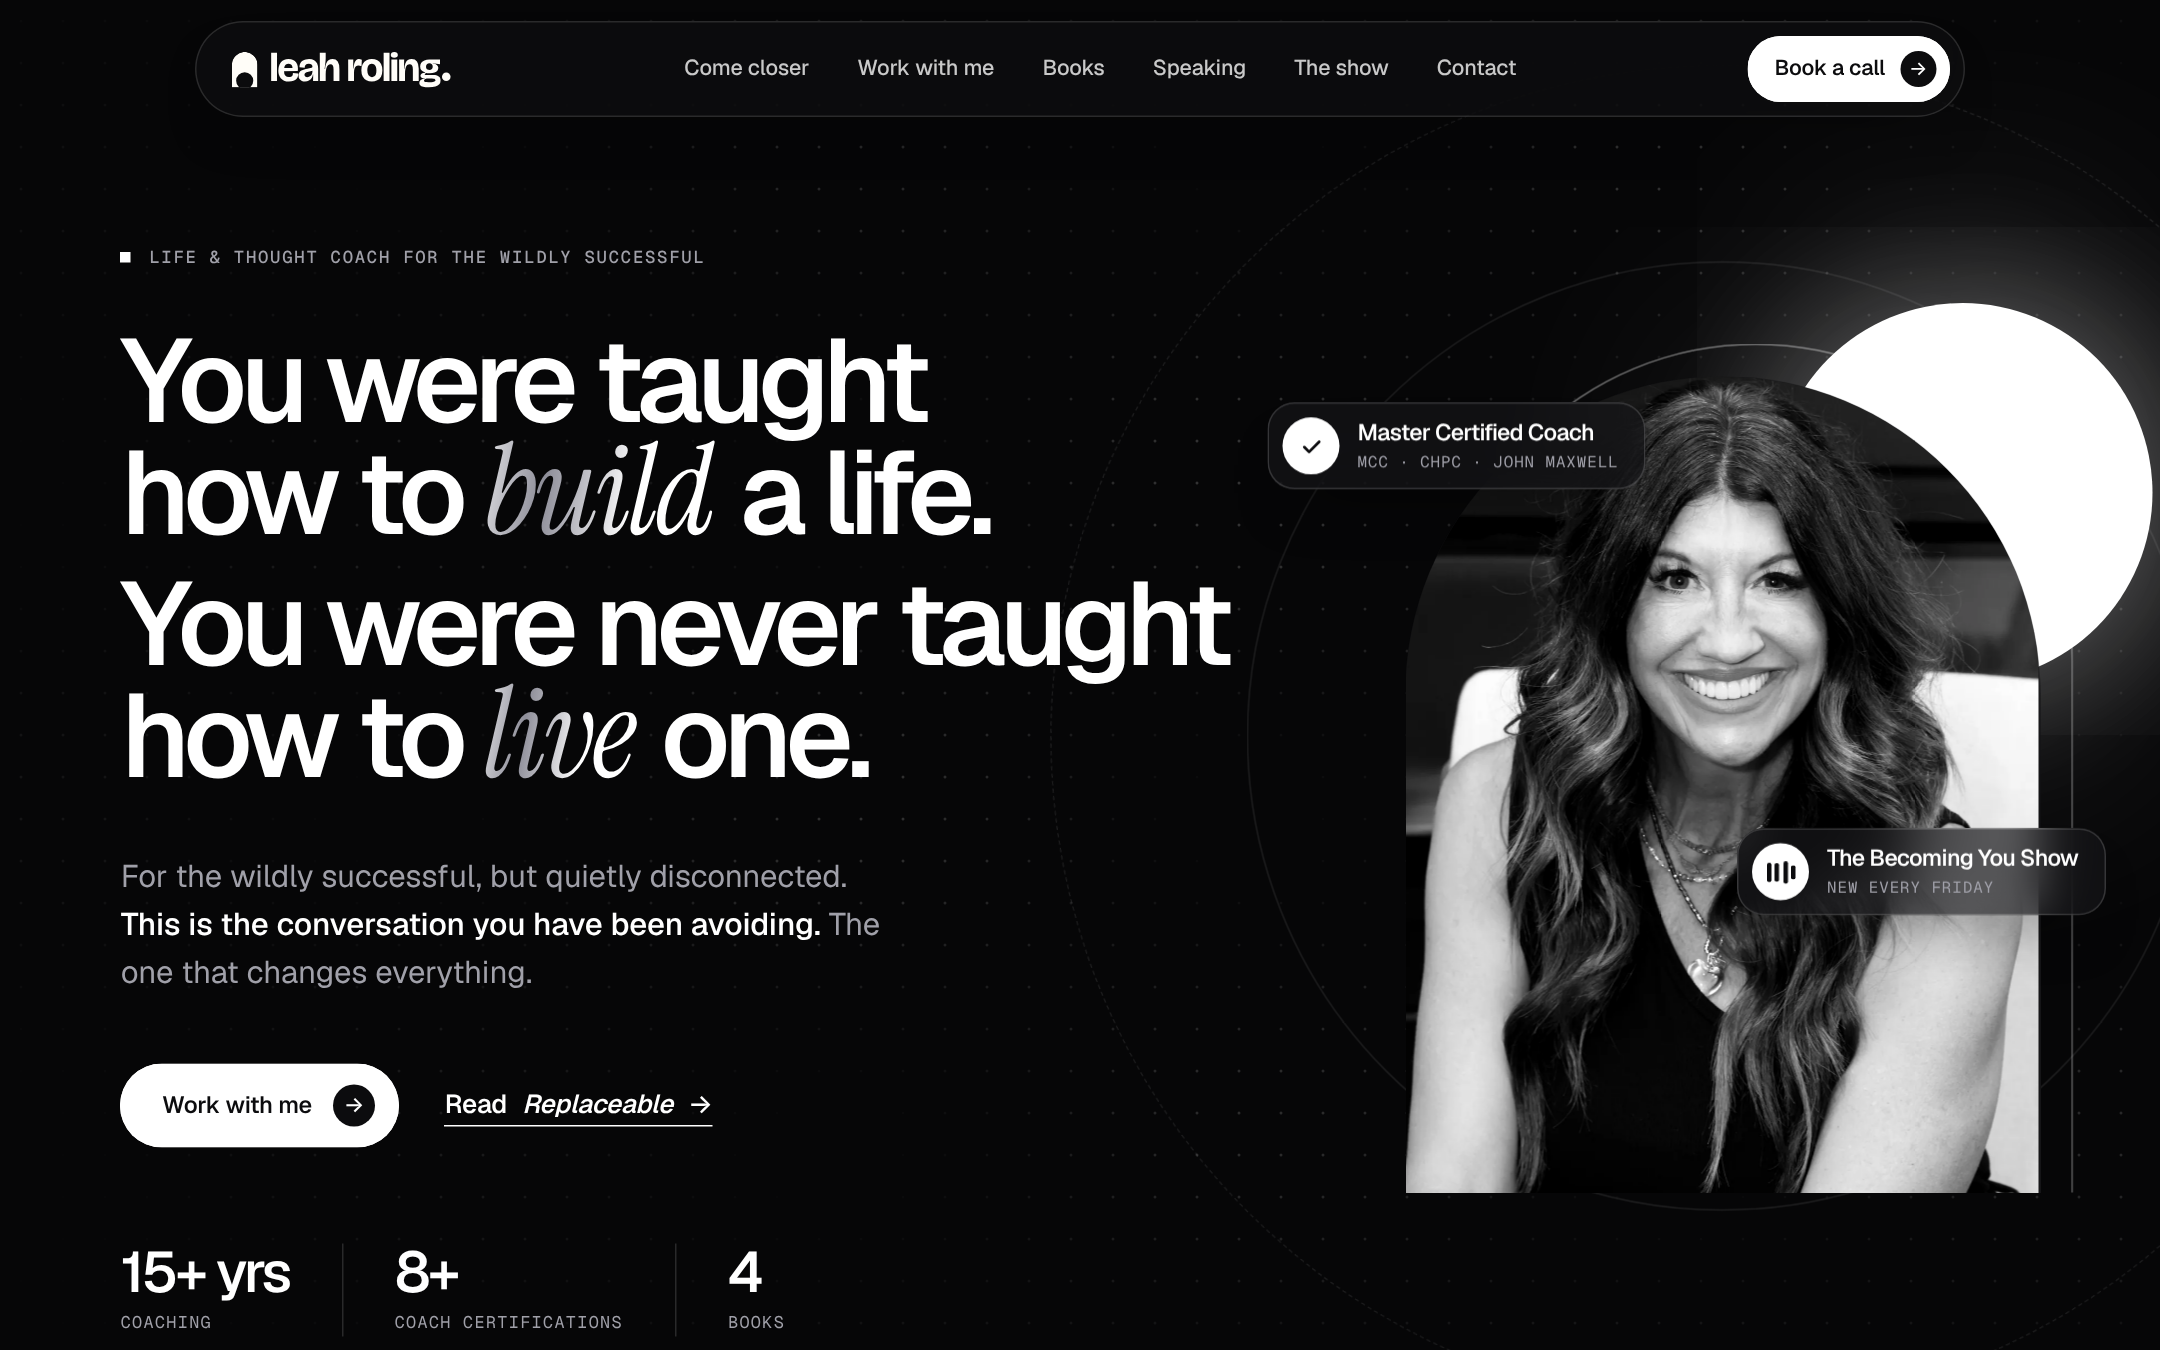 leah roling.
Come closer
Work with me
Books
Speaking
The show
Contact
Book a call
LIFE & THOUGHT COACH FOR THE WILDLY SUCCESSFUL
You were taught
how to build a life.
You were never taught
how to live one.
For the wildly successful, but quietly disconnected.
This is the conversation you have been avoiding. The
one that changes everything.
Work with me
Read Replaceable
15+ yrs
COACHING
8+
COACH CERTIFICATIONS
4
BOOKS
Master Certified Coach
MCC · CHPC · JOHN MAXWELL
The Becoming You Show
NEW EVERY FRIDAY